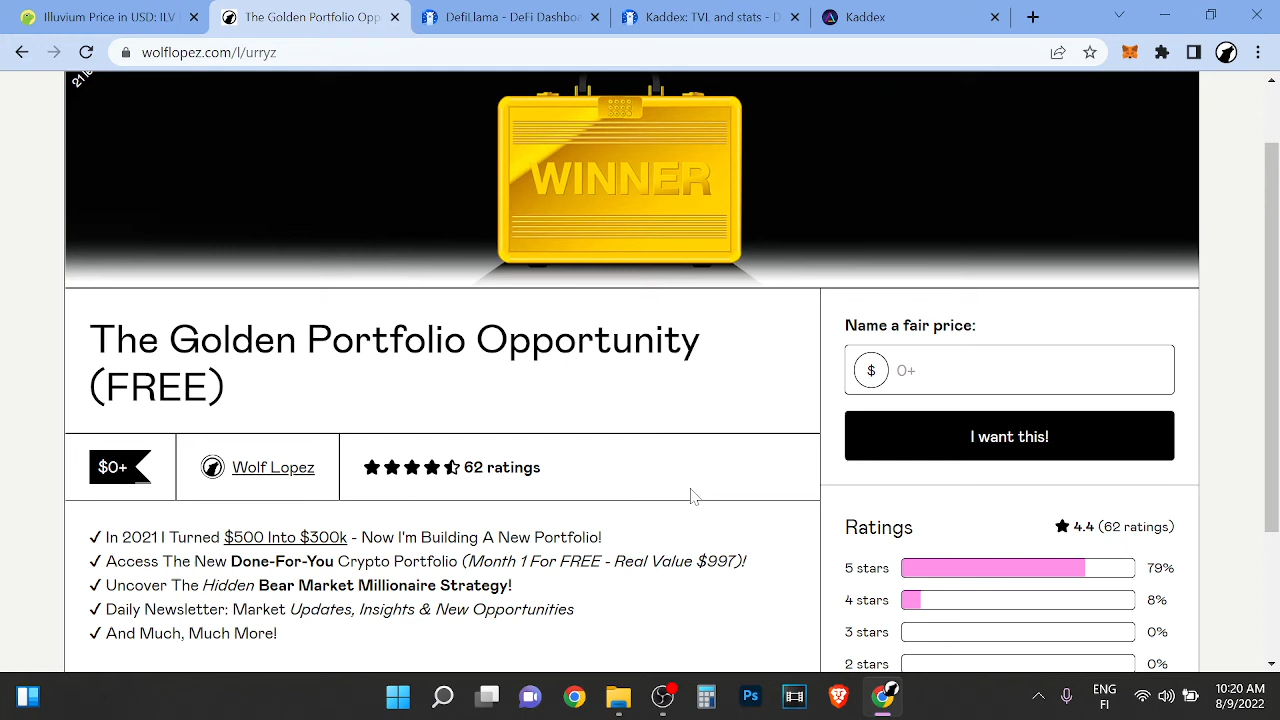 Illuvium Price in USD: ILV
The Golden Portfolio Opp
DefiLlama - DeFi Dashboa
Kaddex: TVL and stats - D
Kaddex
wolflopez.com/l/urryz
WINNER
The Golden Portfolio Opportunity
(FREE)
Name a fair price:
$ 0+
I want this!
$0+
Wolf Lopez
62 ratings
✓ In 2021 I Turned $500 Into $300k - Now I'm Building A New Portfolio!
✓ Access The New Done-For-You Crypto Portfolio (Month 1 For FREE - Real Value $997)!
✓ Uncover The Hidden Bear Market Millionaire Strategy!
✓ Daily Newsletter: Market Updates, Insights & New Opportunities
✓ And Much, Much More!
Ratings
★ 4.4 (62 ratings)
5 stars 79%
4 stars 8%
3 stars 0%
2 stars 0%
Ps
ENG
FI
10:20 AM
8/9/2022